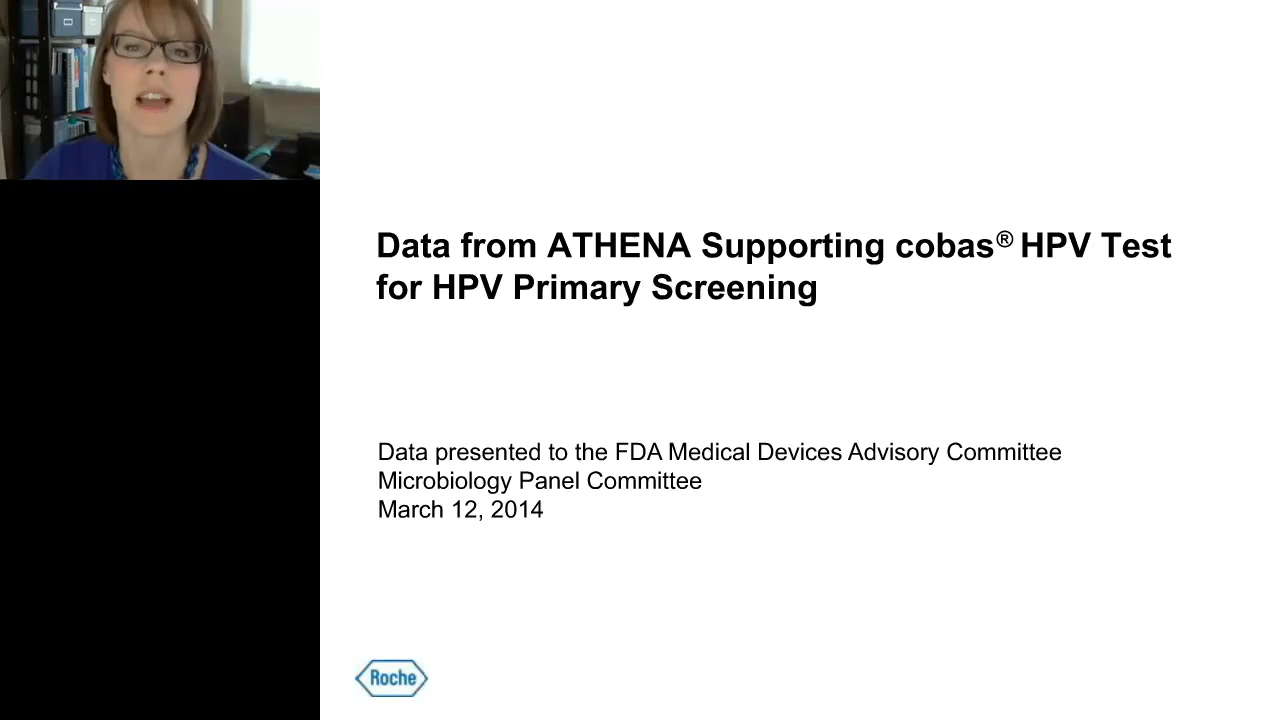 Data from ATHENA Supporting cobas® HPV Test
for HPV Primary Screening
Data presented to the FDA Medical Devices Advisory Committee
Microbiology Panel Committee
March 12, 2014
Roche